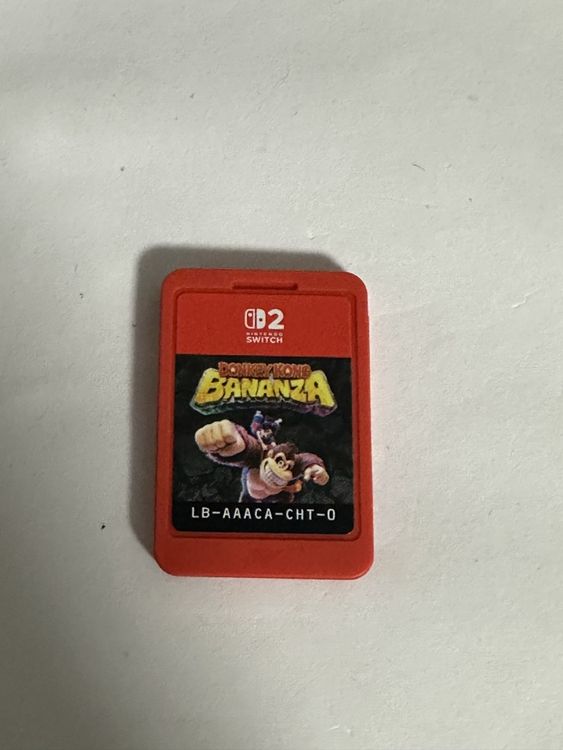 2
NINTENDO
SWITCH
DONKEY KONG
BANANZA
LB-AAACA-CHT-0